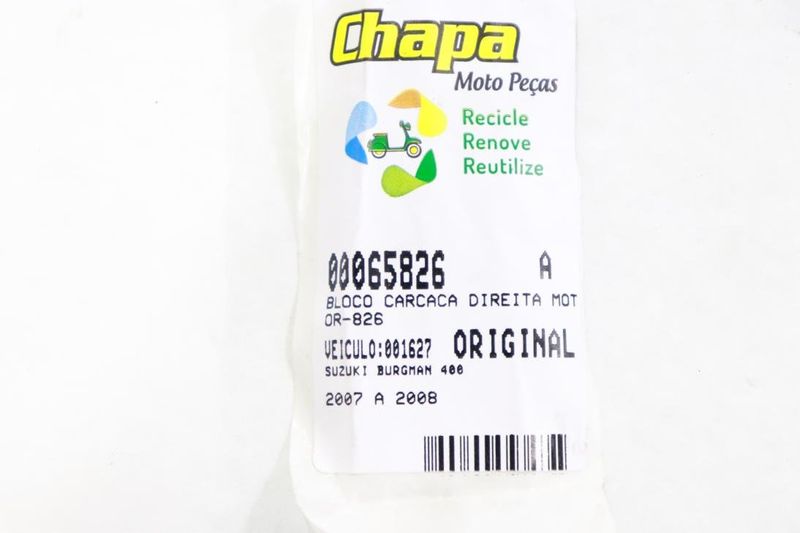 Chapa
Moto Peças
Recicle
Renove
Reutilize
00065826 A
BLOCO CARCACA DIREITA MOT
OR-826
VEICULO:001627 ORIGINAL
SUZUKI BURGMAN 400
2007 A 2008